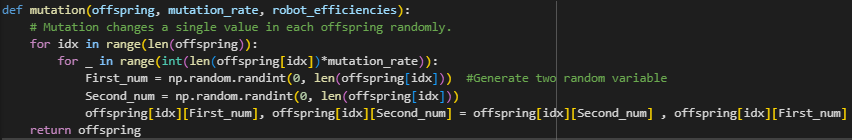 def mutation(offspring, mutation_rate, robot_efficiencies):
    # Mutation changes a single value in each offspring randomly.
    for idx in range(len(offspring)):
        for _ in range(int(len(offspring[idx])*mutation_rate)):
            First_num = np.random.randint(0, len(offspring[idx]))  #Generate two random variable
            Second_num = np.random.randint(0, len(offspring[idx]))
            offspring[idx][First_num], offspring[idx][Second_num] = offspring[idx][Second_num] , offspring[idx][First_num]
    return offspring